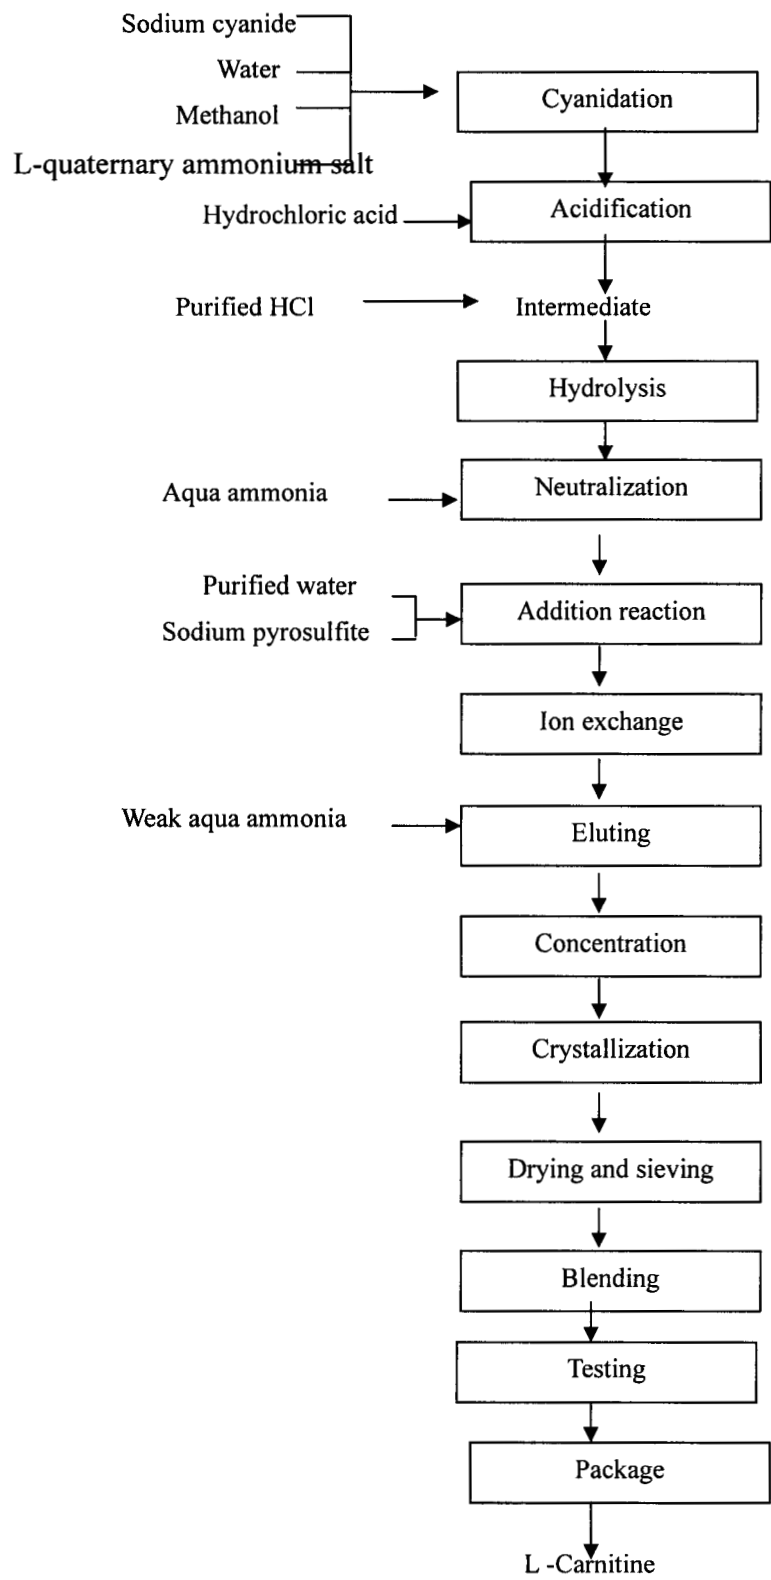 Sodium cyanide
Water
Cyanidation
Methanol
L-quaternary ammonium salt
Hydrochloric acid
Acidification
Purified HCl
Intermediate
Hydrolysis
Aqua ammonia
Neutralization
Purified water
Sodium pyrosulfite
Addition reaction
Ion exchange
Weak aqua ammonia
Eluting
Concentration
Crystallization
Drying and sieving
Blending
Testing
Package
L -Carnitine